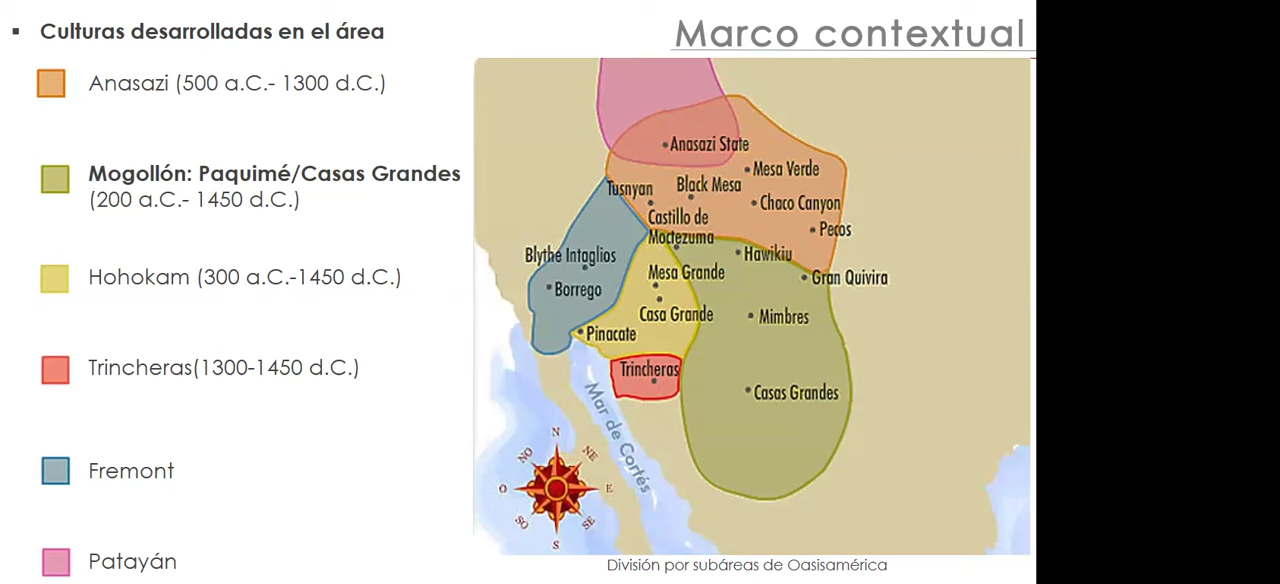 Marco contextual
▪ Culturas desarrolladas en el área
Anasazi (500 a.C.- 1300 d.C.)
Mogollón: Paquimé/Casas Grandes
(200 a.C.- 1450 d.C.)
Hohokam (300 a.C.-1450 d.C.)
Trincheras(1300-1450 d.C.)
Fremont
Patayán
Anasazi State
Mesa Verde
Tusnyan
Black Mesa
Chaco Canyon
Castillo de
Moctezuma
Pecos
Blythe Intaglios
Hawikiu
Mesa Grande
Gran Quivira
Borrego
Casa Grande
Mimbres
Pinacate
Trincheras
Casas Grandes
Mar de Cortés
N
NO
NE
O
E
SO
SE
S
División por subáreas de Oasisamérica